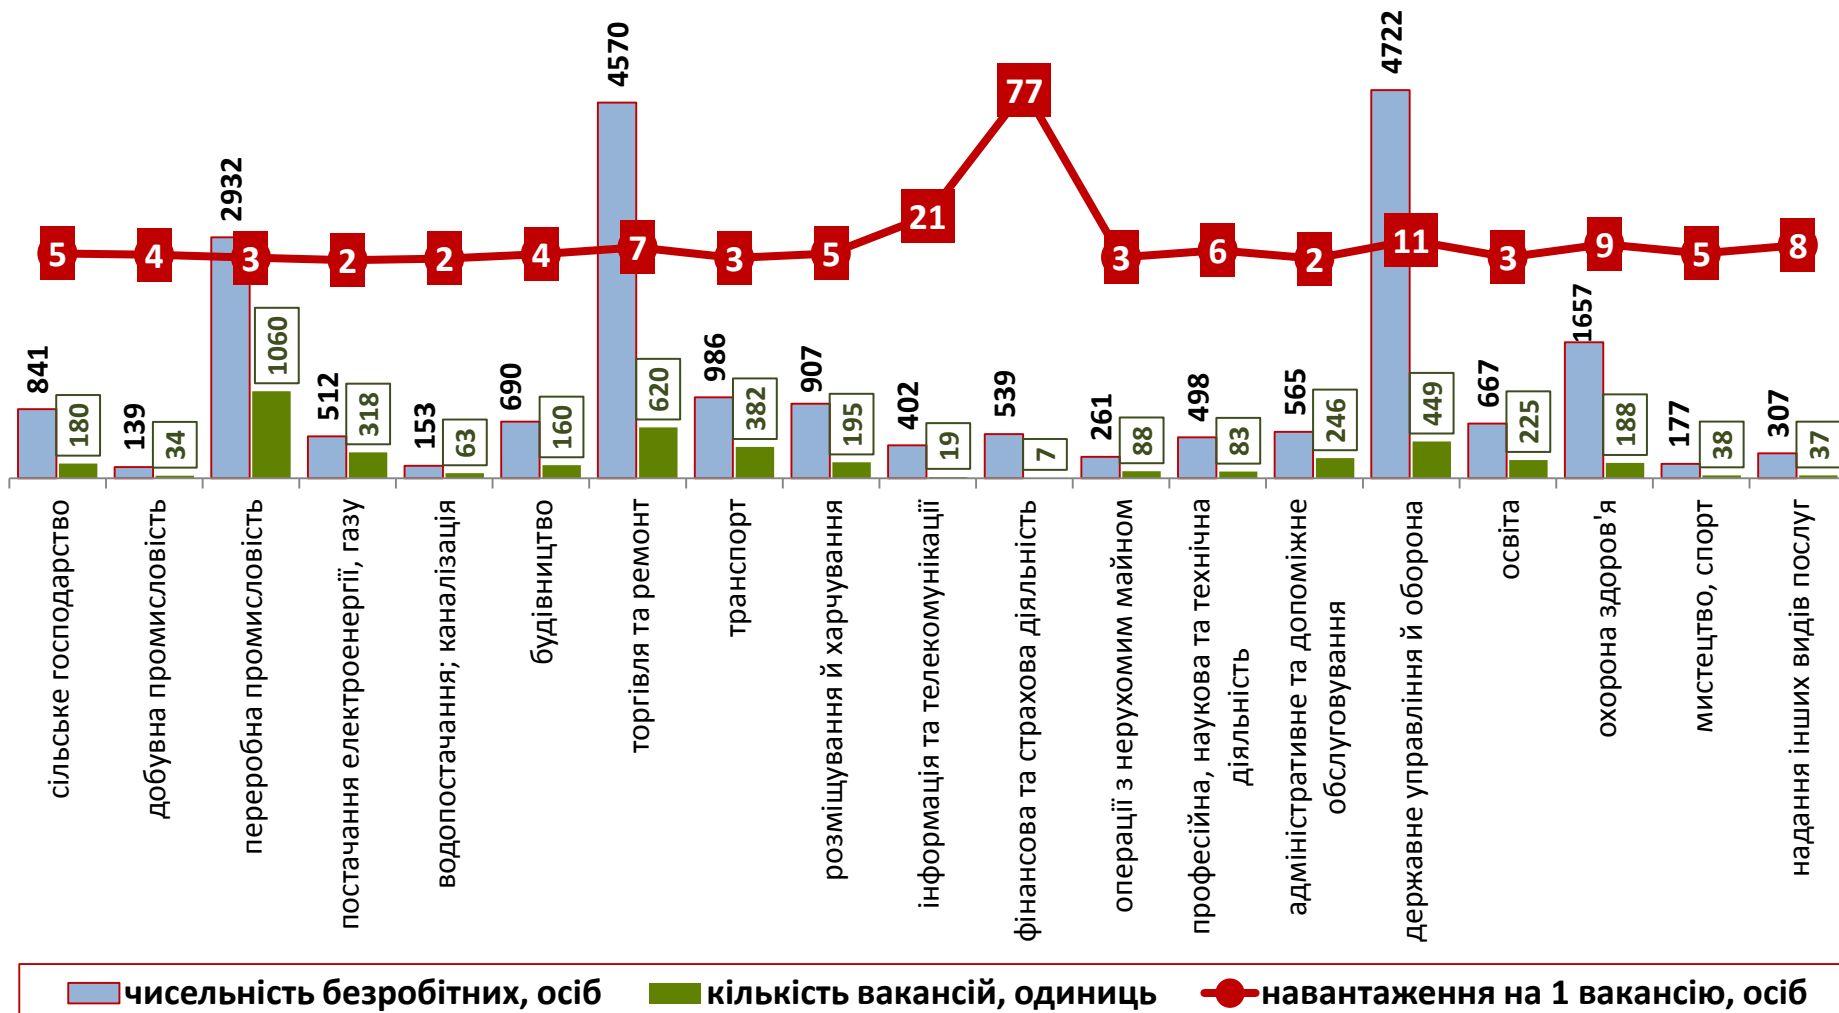 4570
4722
77
2932
21
5
4
3
2
2
4
7
3
5
3
6
2
11
3
9
5
8
841
180
139
34
1060
512
318
153
63
690
160
620
986
382
907
195
402
19
539
7
261
88
498
83
565
246
449
667
225
1657
188
177
38
307
37
сільське господарство
добувна промисловість
переробна промисловість
постачання електроенергії, газу
водопостачання; каналізація
будівництво
торгівля та ремонт
транспорт
розміщування й харчування
інформація та телекомунікації
фінансова та страхова діяльність
операції з нерухомим майном
професійна, наукова та технічна
діяльність
адміністративне та допоміжне
обслуговування
державне управління й оборона
освіта
охорона здоров'я
мистецтво, спорт
надання інших видів послуг
чисельність безробітних, осіб
кількість вакансій, одиниць
навантаження на 1 вакансію, осіб